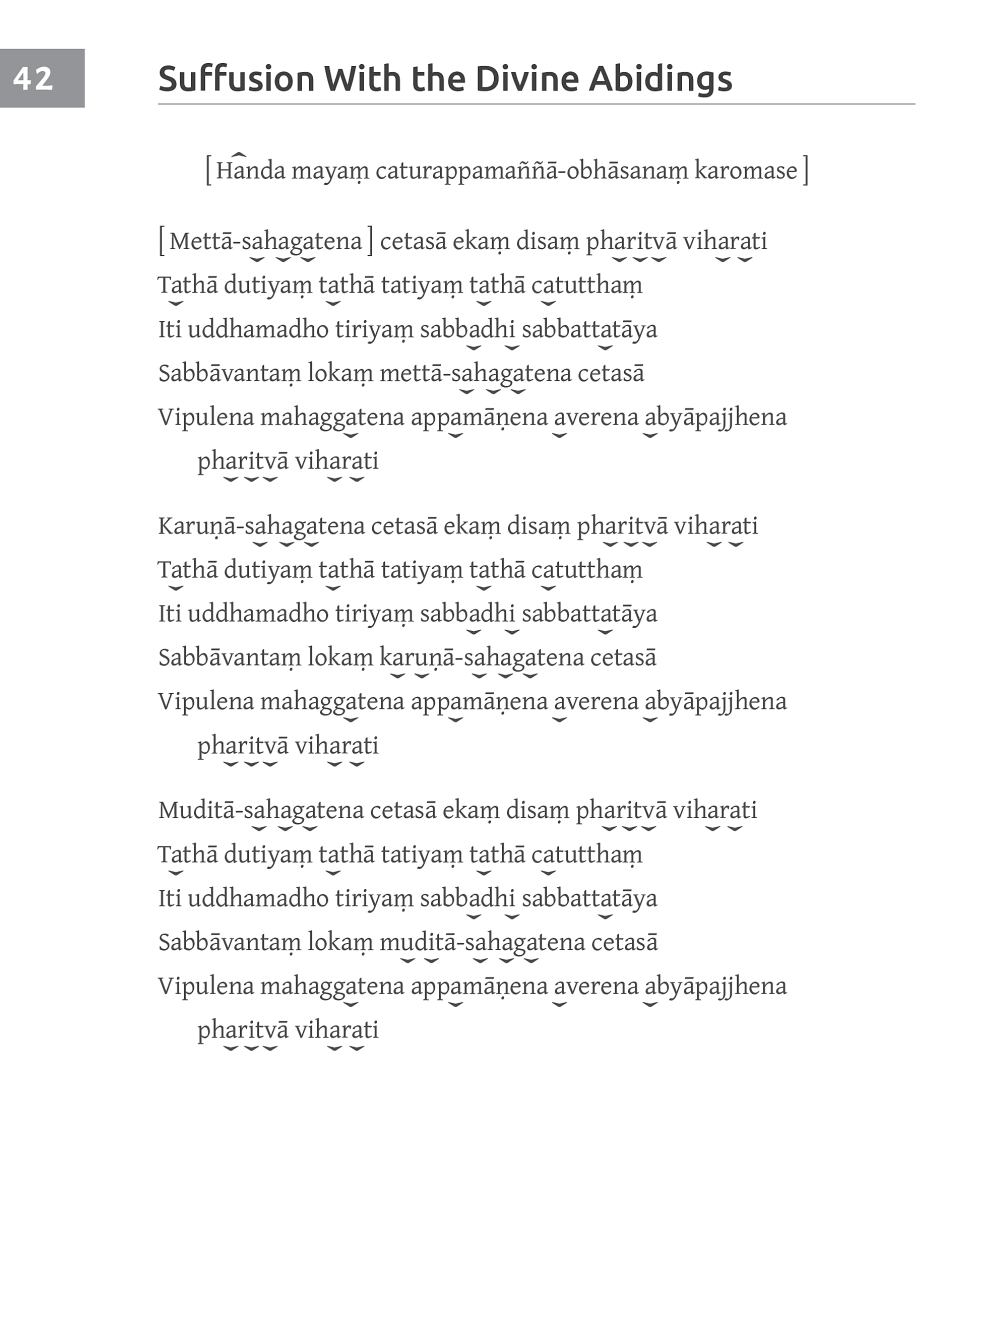 42
Suffusion With the Divine Abidings
[ Handa mayaṃ caturappamaññā-obhāsanaṃ karomase ]
[ Mettā-sahagatena ] cetasā ekaṃ disaṃ pharitvā viharati
Tathā dutiyaṃ tathā tatiyaṃ tathā catutthaṃ
Iti uddhamadho tiriyaṃ sabbadhi sabbattatāya
Sabbāvantaṃ lokaṃ mettā-sahagatena cetasā
Vipulena mahaggatena appamāṇena averena abyāpajjhena
pharitvā viharati
Karuṇā-sahagatena cetasā ekaṃ disaṃ pharitvā viharati
Tathā dutiyaṃ tathā tatiyaṃ tathā catutthaṃ
Iti uddhamadho tiriyaṃ sabbadhi sabbattatāya
Sabbāvantaṃ lokaṃ karuṇā-sahagatena cetasā
Vipulena mahaggatena appamāṇena averena abyāpajjhena
pharitvā viharati
Muditā-sahagatena cetasā ekaṃ disaṃ pharitvā viharati
Tathā dutiyaṃ tathā tatiyaṃ tathā catutthaṃ
Iti uddhamadho tiriyaṃ sabbadhi sabbattatāya
Sabbāvantaṃ lokaṃ muditā-sahagatena cetasā
Vipulena mahaggatena appamāṇena averena abyāpajjhena
pharitvā viharati